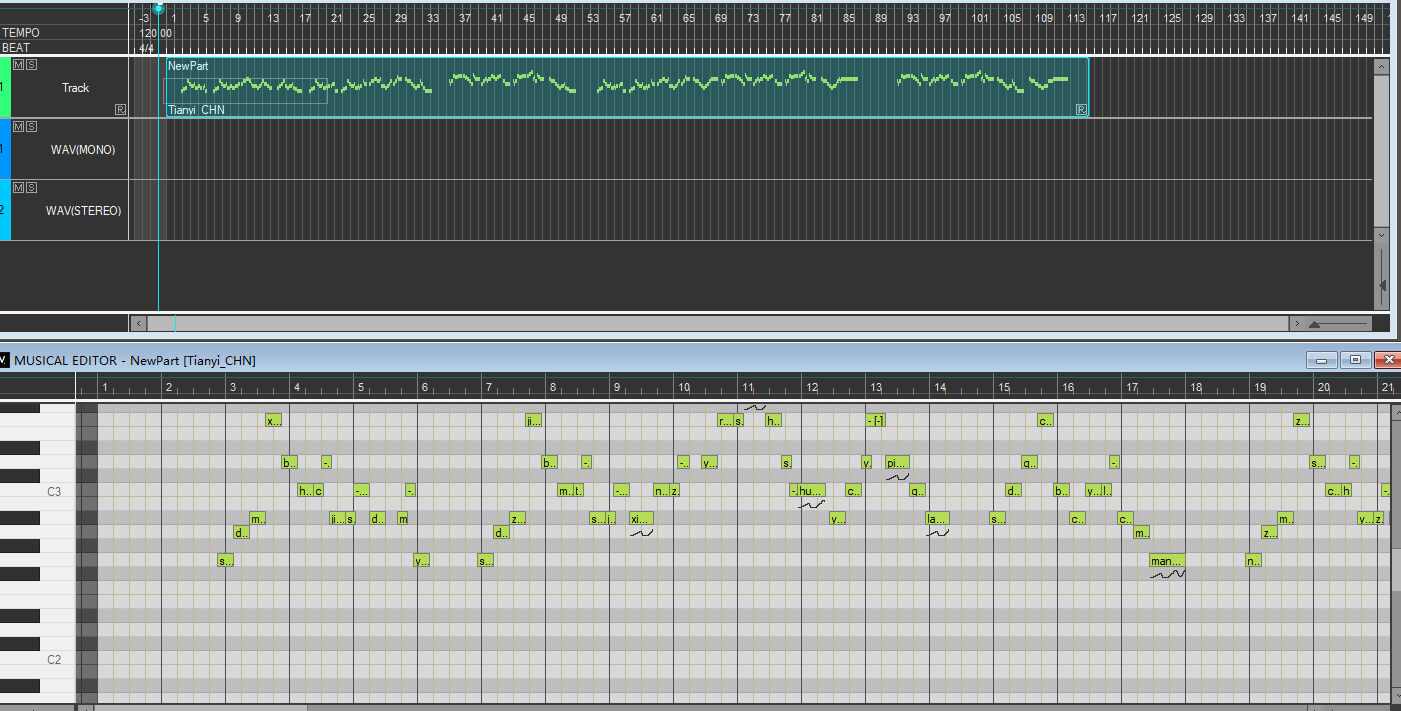 -3 1 5 9 13 17 21 25 29 33 37 41 45 49 53 57 61 65 69 73 77 81 85 89 93 97 101 105 109 113 117 121 125 129 133 137 141 145 149
TEMPO 120.00
BEAT 4/4
M S NewPart
1 Track
R Tianyi_CHN R
M S
1 WAV(MONO)
M S
2 WAV(STEREO)
MUSICAL EDITOR - NewPart [Tianyi_CHN]
1 2 3 4 5 6 7 8 9 10 11 12 13 14 15 16 17 18 19 20 21
x... ji... r... s. h.. - [-] c.. z...
b.. -. b.. -. -.. y... s. y. pi... q.. -. s... -.
C3 h.. c -... -. m.. t. -... n.. z. -. hu... c.. q.. d.. b.. y... l.. c... h -.
m... ji... s. d.. m z... s... j.. xi... y... la... s... c.. c.. m.. y... z.
d.. d.. m.. z...
s... y... s... man... n..
C2